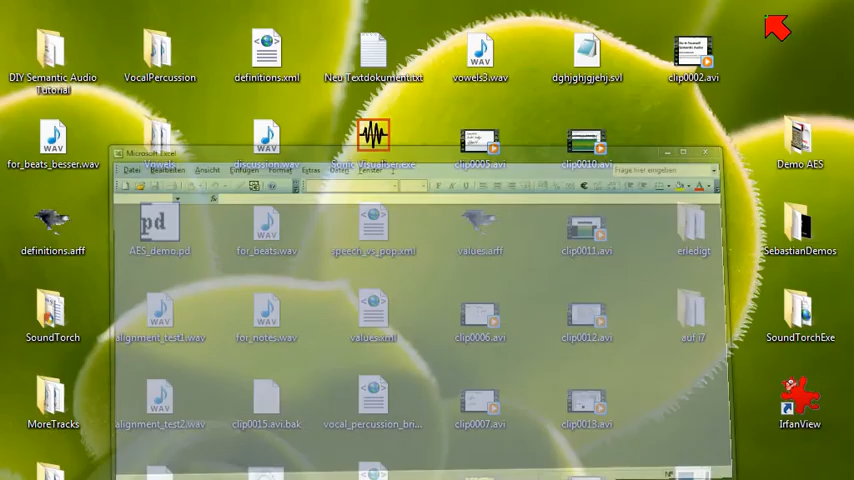 DIY Semantic Audio
Tutorial
VocalPercussion
definitions.xml
Neu Textdokument.txt
vowels3.wav
dghjghjgjehj.svl
clip0002.avi
for_beats_besser.wav
Vowels
discussion.wav
Sonic Visualiser.exe
clip0005.avi
clip0010.avi
Demo AES
Microsoft Excel
Datei Bearbeiten Ansicht Einfügen Format Extras Daten Fenster
Frage hier eingeben
definitions.arff
pd
AES_demo.pd
for_beats.wav
speech_vs_pop.xml
values.arff
clip0011.avi
erledigt
SebastianDemos
SoundTorch
alignment_test1.wav
for_notes.wav
values.xml
clip0006.avi
clip0012.avi
auf i7
SoundTorchExe
MoreTracks
alignment_test2.wav
clip0015.avi.bak
vocal_percussion_bri...
clip0007.avi
clip0013.avi
IrfanView